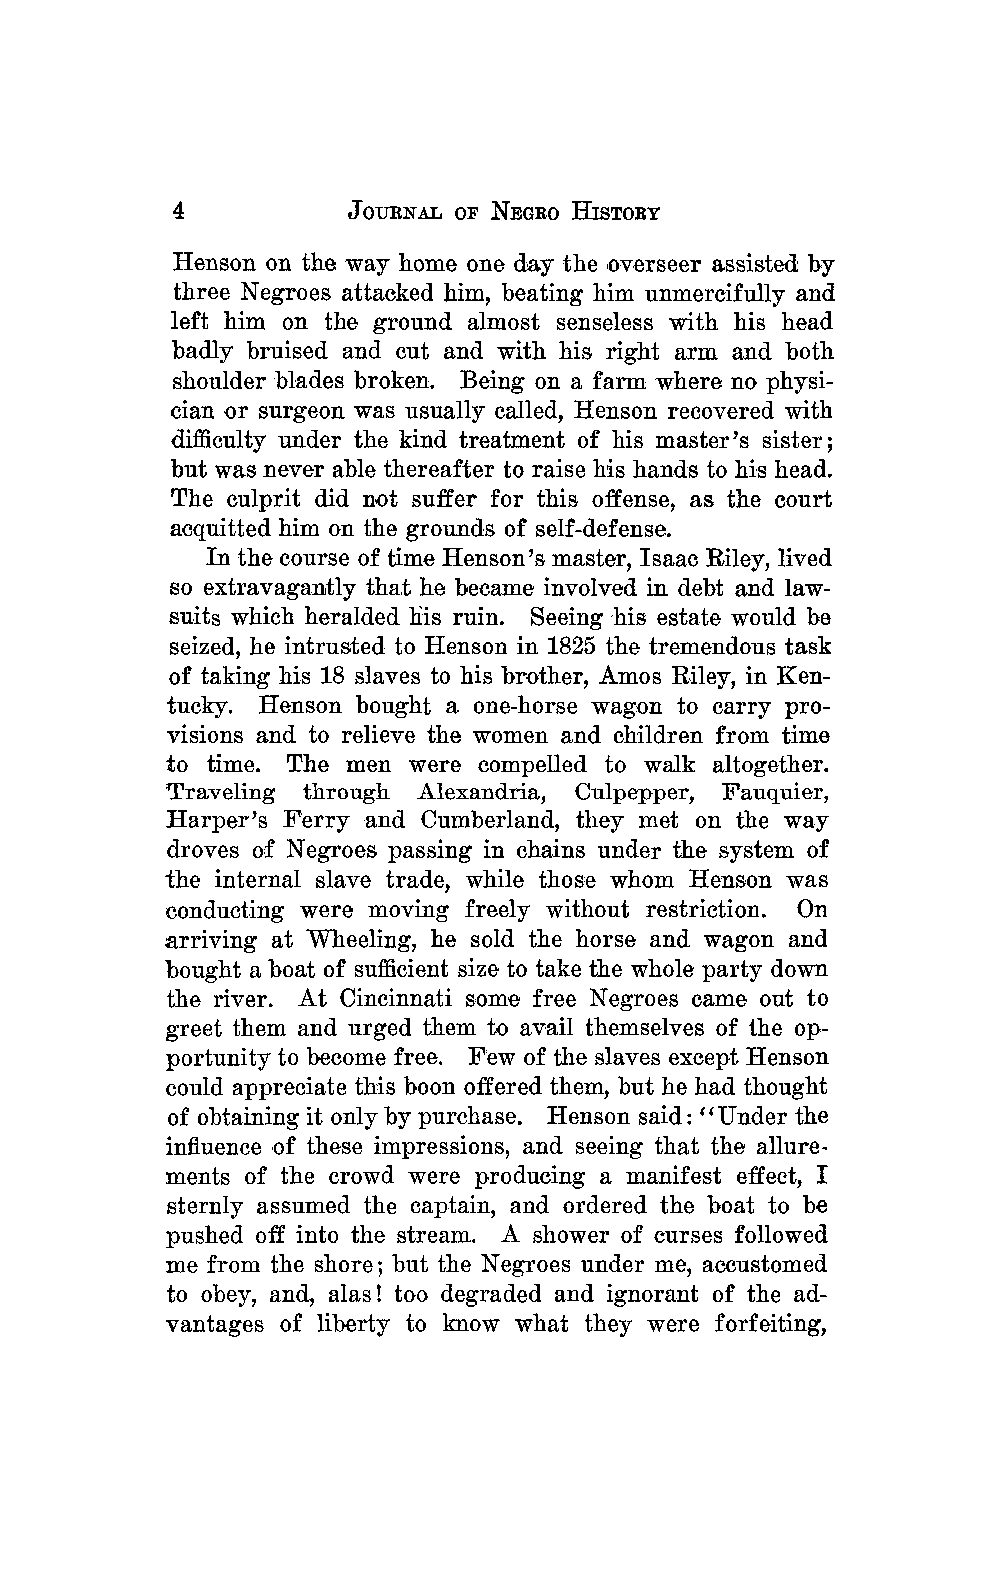 4 JOURNAL OF NEGRO HISTORY
Henson on the way home one day the overseer assisted by
three Negroes attacked him, beating him unmercifully and
left him on the ground almost senseless with his head
badly bruised and cut and with his right arm and both
shoulder blades broken. Being on a farm where no physi-
cian or surgeon was usually called, Henson recovered with
difficulty under the kind treatment of his master's sister;
but was never able thereafter to raise his hands to his head.
The culprit did not suffer for this offense, as the court
acquitted him on the grounds of self-defense.
In the course of time Henson's master, Isaac Riley, lived
so extravagantly that he became involved in debt and law-
suits which heralded his ruin. Seeing his estate would be
seized, he intrusted to Henson in 1825 the tremendous task
of taking his 18 slaves to his brother, Amos Riley, in Ken-
tucky. Henson bought a one-horse wagon to carry pro-
visions and to relieve the women and children from time
to time. The men were compelled to walk altogether.
Traveling through Alexandria, Culpepper, Fauquier,
Harper's Ferry and Cumberland, they met on the way
droves of Negroes passing in chains under the system of
the internal slave trade, while those whom Henson was
conducting were moving freely without restriction. On
arriving at Wheeling, he sold the horse and wagon and
bought a boat of sufficient size to take the whole party down
the river. At Cincinnati some free Negroes came out to
greet them and urged them to avail themselves of the op-
portunity to become free. Few of the slaves except Henson
could appreciate this boon offered them, but he had thought
of obtaining it only by purchase. Henson said: "Under the
influence of these impressions, and seeing that the allure-
ments of the crowd were producing a manifest effect, I
sternly assumed the captain, and ordered the boat to be
pushed off into the stream. A shower of curses followed
me from the shore; but the Negroes under me, accustomed
to obey, and, alas! too degraded and ignorant of the ad-
vantages of liberty to know what they were forfeiting,